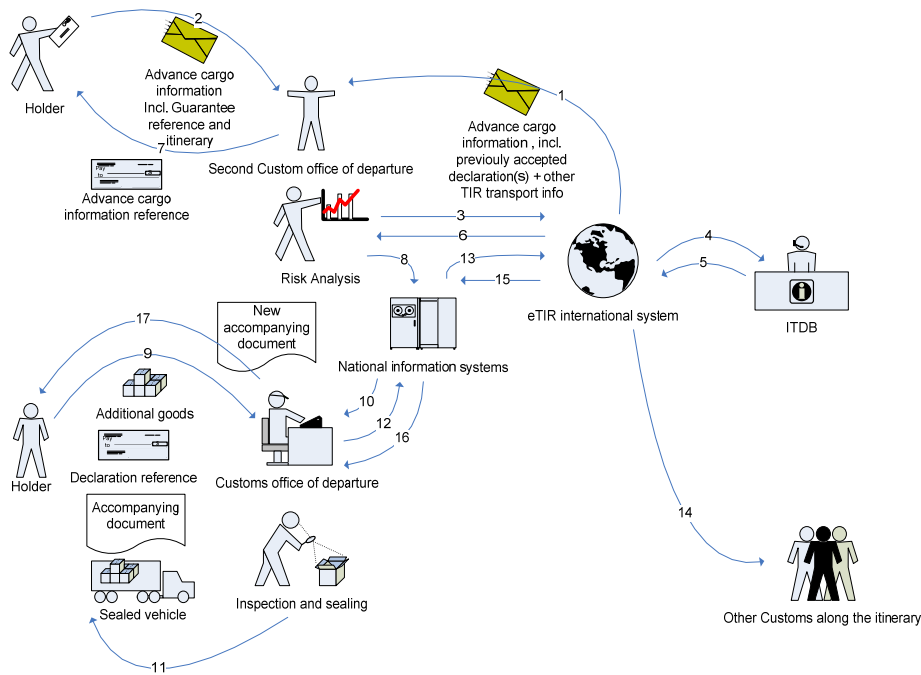 2
Advance cargo
information
Incl. Guarantee
reference and
itinerary
Holder
7
Pay
to
Advance cargo
information reference
Second Custom office of departure
1
Advance cargo
information , incl.
previouly accepted
declaration(s) + other
TIR transport info
3
6
Risk Analysis
8
13
15
eTIR international system
4
5
i
ITDB
National information systems
17
New
accompanying
document
9
Additional goods
Pay
to
Declaration reference
Holder
10
12
16
Customs office of departure
Accompanying
document
Sealed vehicle
Inspection and sealing
11
14
Other Customs along the itinerary